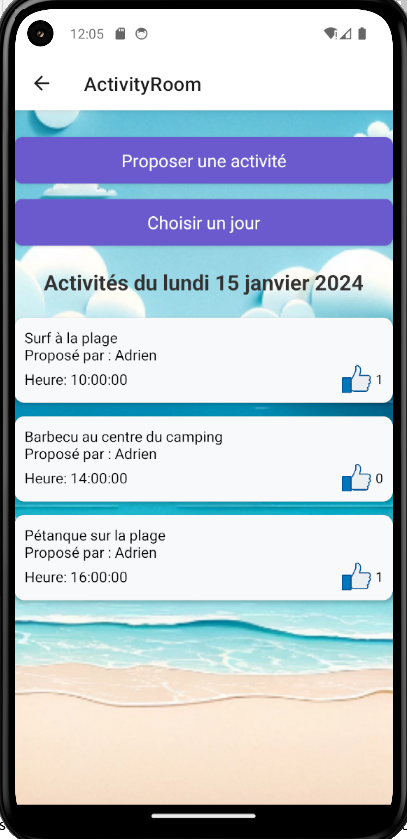 12:05
ActivityRoom
Proposer une activité
Choisir un jour
Activités du lundi 15 janvier 2024
Surf à la plage
Proposé par : Adrien
Heure: 10:00:00
1
Barbecu au centre du camping
Proposé par : Adrien
Heure: 14:00:00
0
Pétanque sur la plage
Proposé par : Adrien
Heure: 16:00:00
1